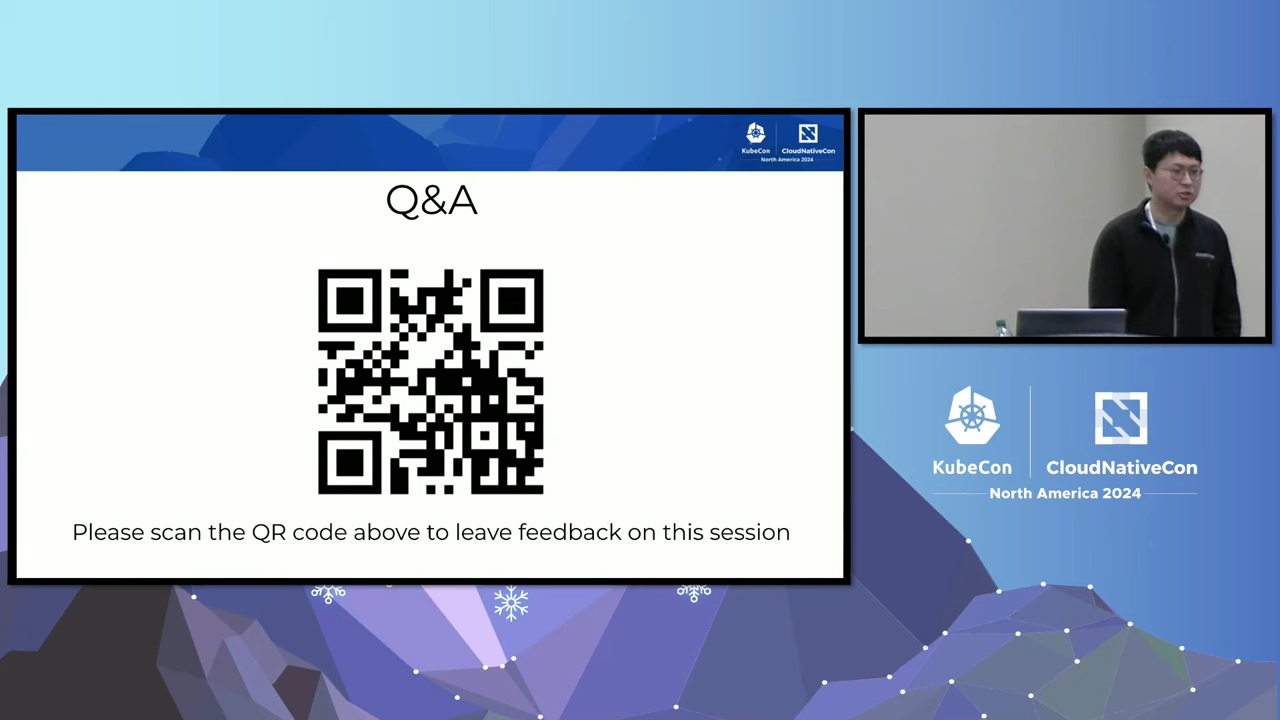 KubeCon
CloudNativeCon
North America 2024
Q&A
Please scan the QR code above to leave feedback on this session
KubeCon
CloudNativeCon
North America 2024